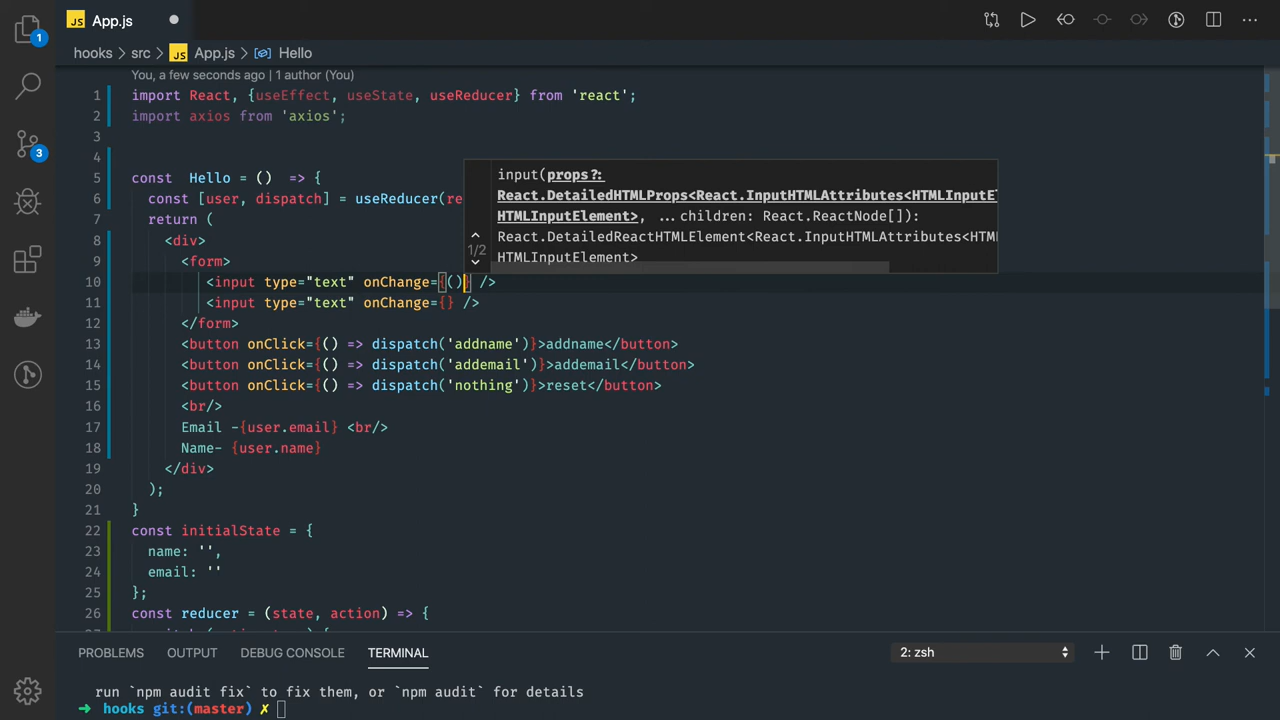 JS App.js
hooks > src > JS App.js > Hello
You, a few seconds ago | 1 author (You)
1 import React, {useEffect, useState, useReducer} from 'react';
2 import axios from 'axios';
3
4
5 const  Hello = ()  => {
6 const [user, dispatch] = useReducer(re
7 return (
8 <div>
9 <form>
10 <input type="text" onChange={()} />
11 <input type="text" onChange={} />
12 </form>
13 <button onClick={() => dispatch('addname')}>addname</button>
14 <button onClick={() => dispatch('addemail')}>addemail</button>
15 <button onClick={() => dispatch('nothing')}>reset</button>
16 <br/>
17 Email -{user.email} <br/>
18 Name- {user.name}
19 </div>
20 );
21 }
22 const initialState = {
23 name: '',
24 email: ''
25 };
26 const reducer = (state, action) => {
input(props?:
React.DetailedHTMLProps<React.InputHTMLAttributes<HTMLInputE
HTMLInputElement>, ...children: React.ReactNode[]):
1/2
React.DetailedReactHTMLElement<React.InputHTMLAttributes<HTM
HTMLInputElement>
1
3
PROBLEMS OUTPUT DEBUG CONSOLE TERMINAL 2: zsh
run `npm audit fix` to fix them, or `npm audit` for details
➜ hooks git:(master) ✗